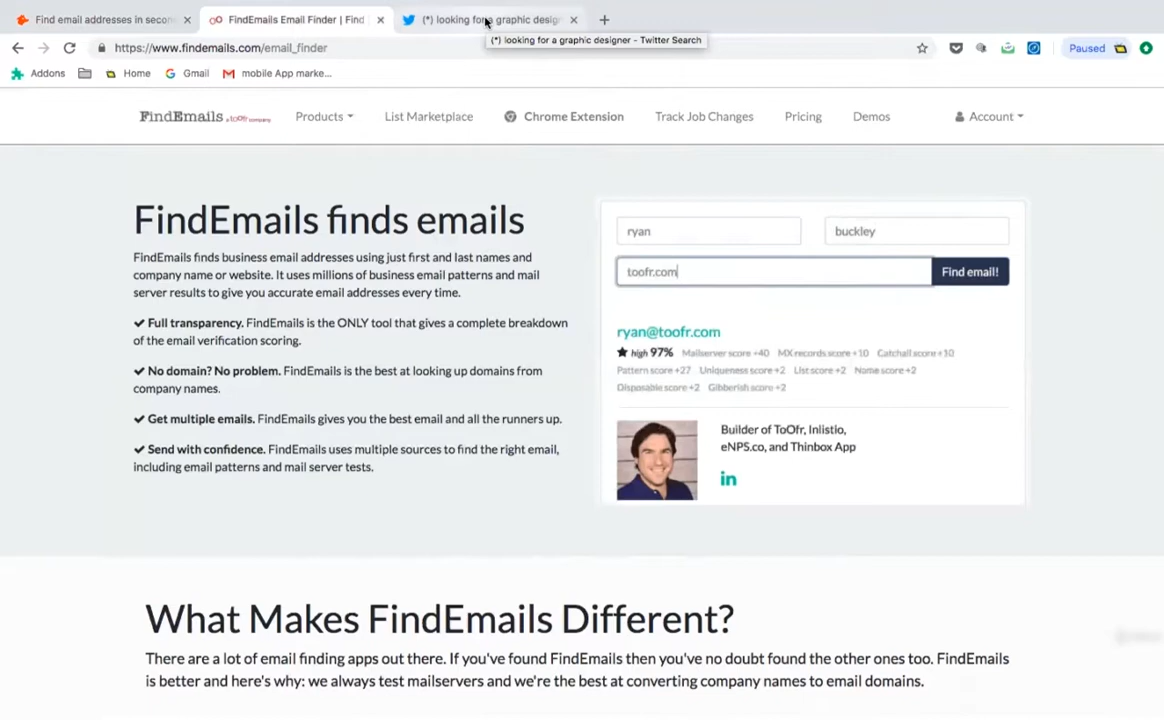 Find email addresses in secon
FindEmails Email Finder | Find
(*) looking for a graphic desig
(*) looking for a graphic designer - Twitter Search
https://www.findemails.com/email_finder
Paused
Addons
Home
Gmail
mobile App marke...
FindEmails a toofr company
Products
List Marketplace
Chrome Extension
Track Job Changes
Pricing
Demos
Account
FindEmails finds emails
FindEmails finds business email addresses using just first and last names and
company name or website. It uses millions of business email patterns and mail
server results to give you accurate email addresses every time.
✔ Full transparency. FindEmails is the ONLY tool that gives a complete breakdown
of the email verification scoring.
✔ No domain? No problem. FindEmails is the best at looking up domains from
company names.
✔ Get multiple emails. FindEmails gives you the best email and all the runners up.
✔ Send with confidence. FindEmails uses multiple sources to find the right email,
including email patterns and mail server tests.
ryan
buckley
toofr.com
Find email!
ryan@toofr.com
★ high 97% Mailserver score +40 MX records score +10 Catchall score +10
Pattern score +27 Uniqueness score +2 List score +2 Name score +2
Disposable score +2 Gibberish score +2
Builder of ToOfr, Inlistio,
eNPS.co, and Thinbox App
in
What Makes FindEmails Different?
There are a lot of email finding apps out there. If you've found FindEmails then you've no doubt found the other ones too. FindEmails
is better and here's why: we always test mailservers and we're the best at converting company names to email domains.